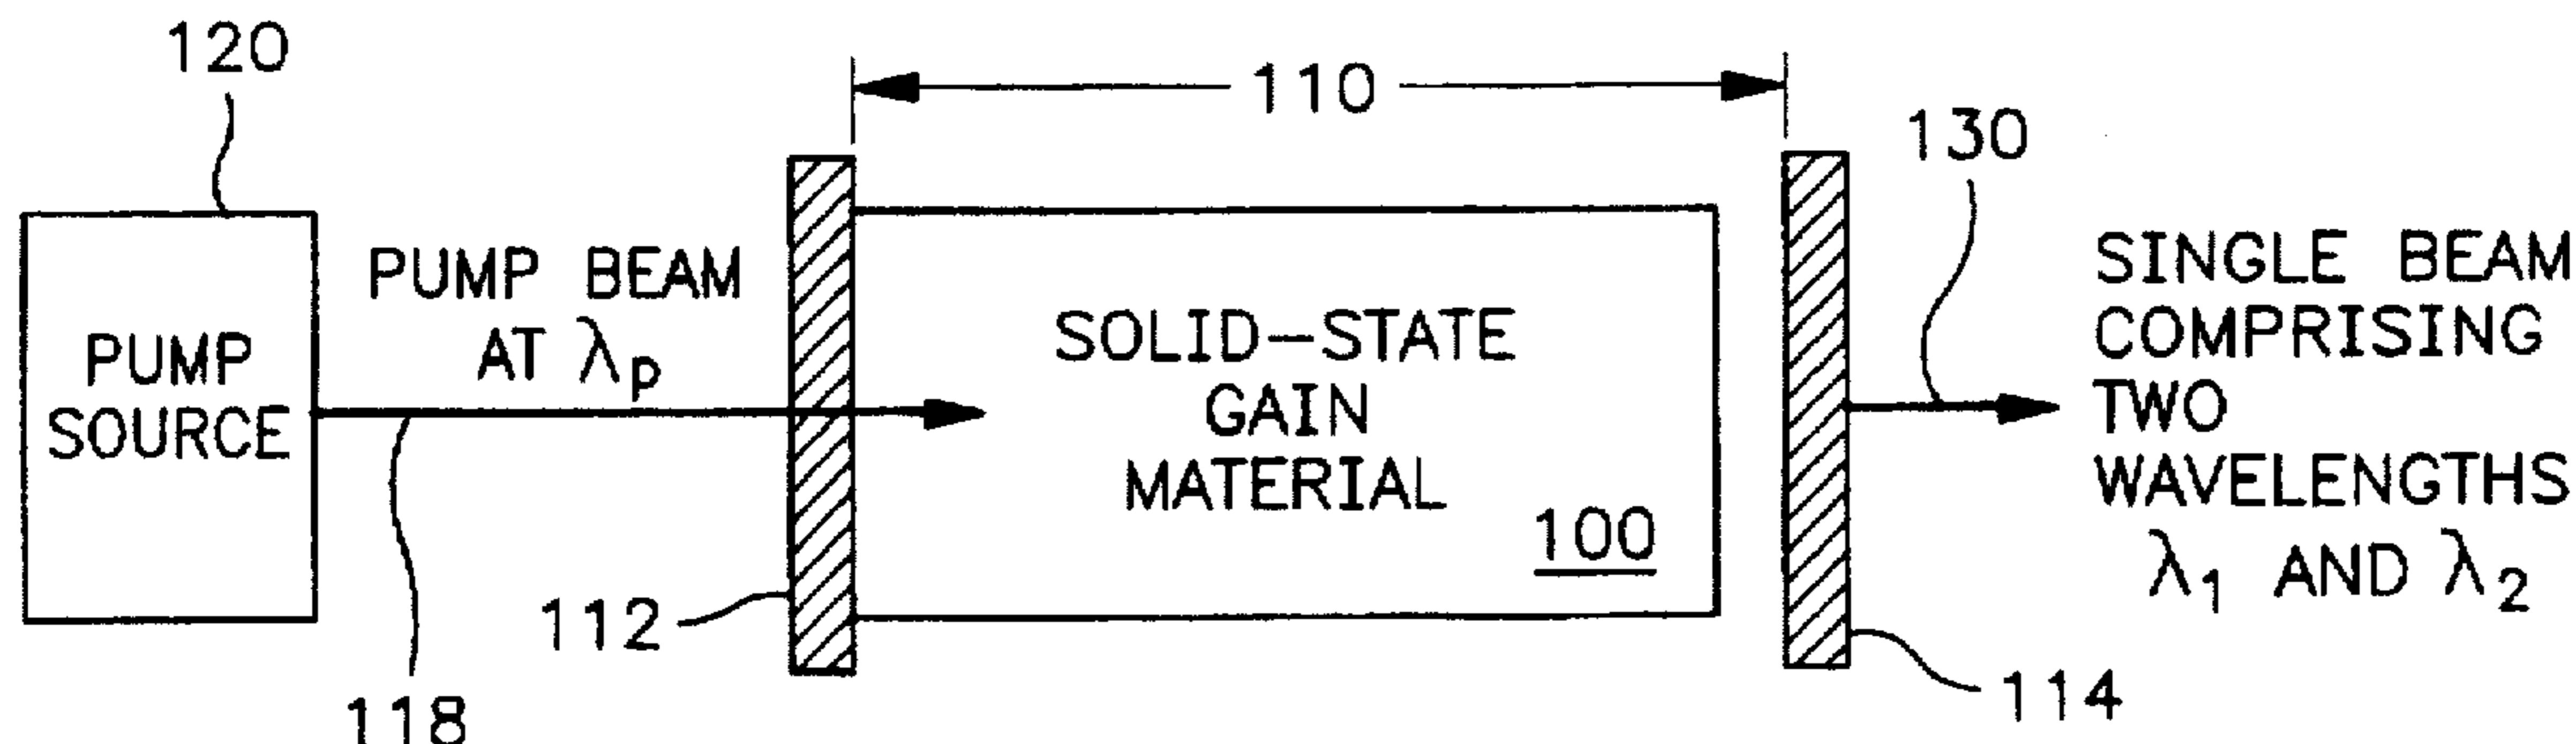 120
110
130
PUMP BEAM
AT λp
PUMP
SOURCE
SOLID-STATE
GAIN
MATERIAL
100
SINGLE BEAM
COMPRISING
TWO
WAVELENGTHS
λ1 AND λ2
112
118
114